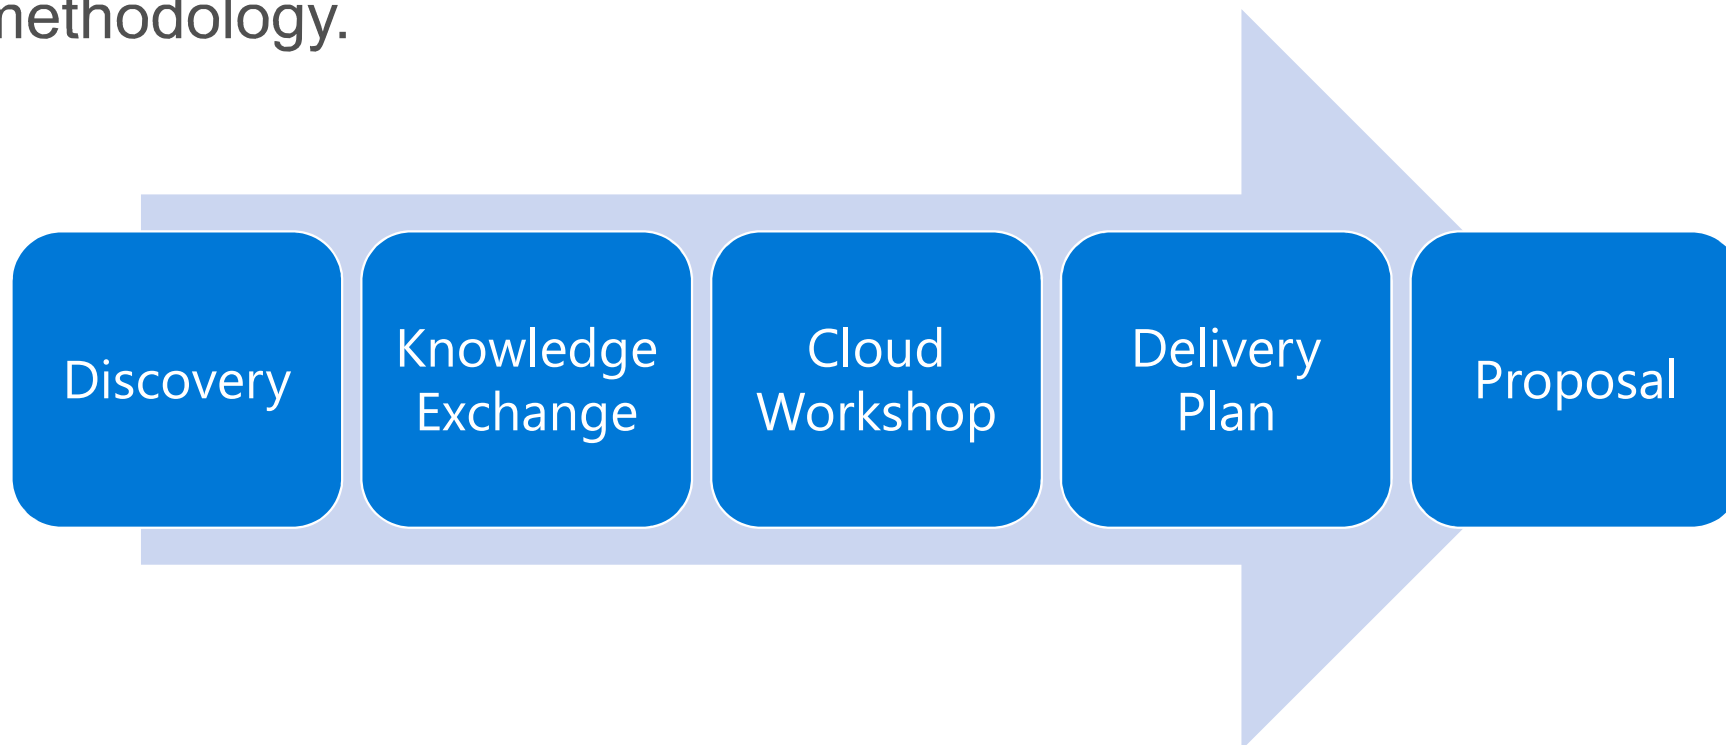 methodology.
Discovery
Knowledge
Exchange
Cloud
Workshop
Delivery
Plan
Proposal